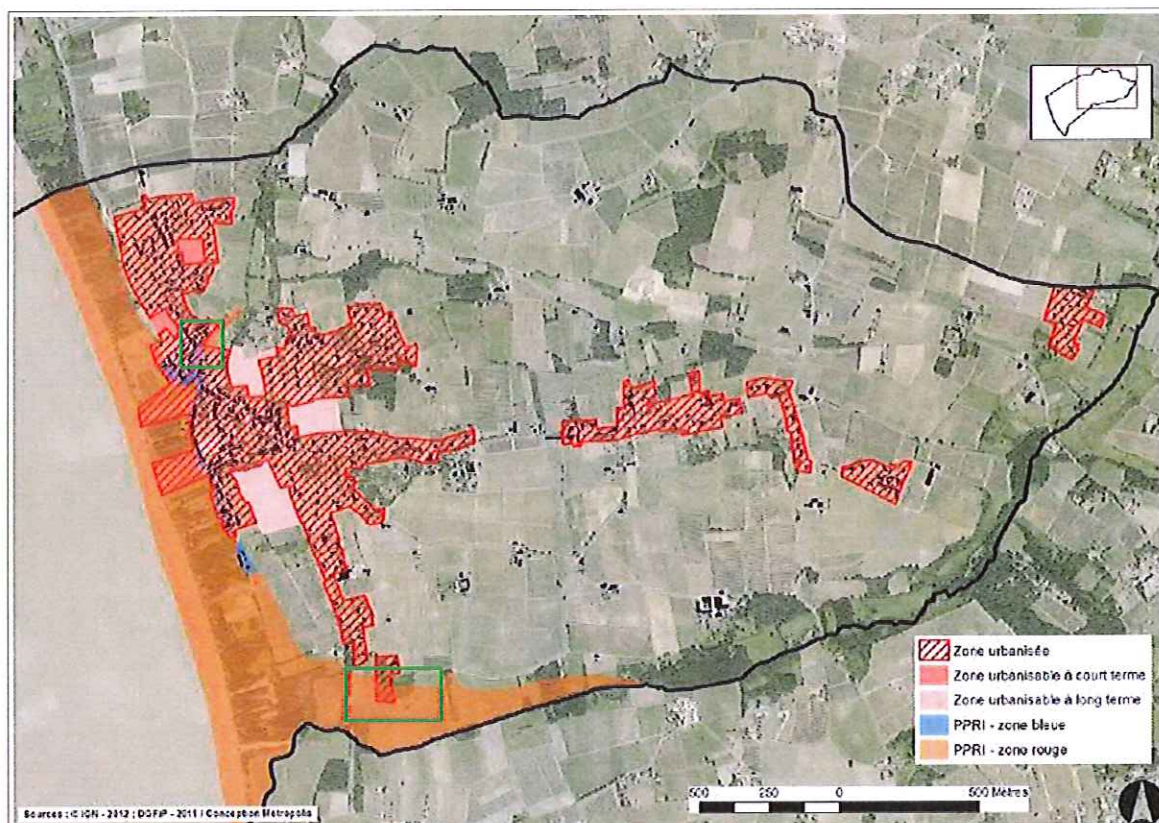 Zone urbanisée
Zone urbanisable à court terme
Zone urbanisable à long terme
PPRI - zone bleue
PPRI - zone rouge
500 250 0 500 Mètres
Sources : © IGN - 2012 ; DGFiP - 2011 / Conception Métropolis